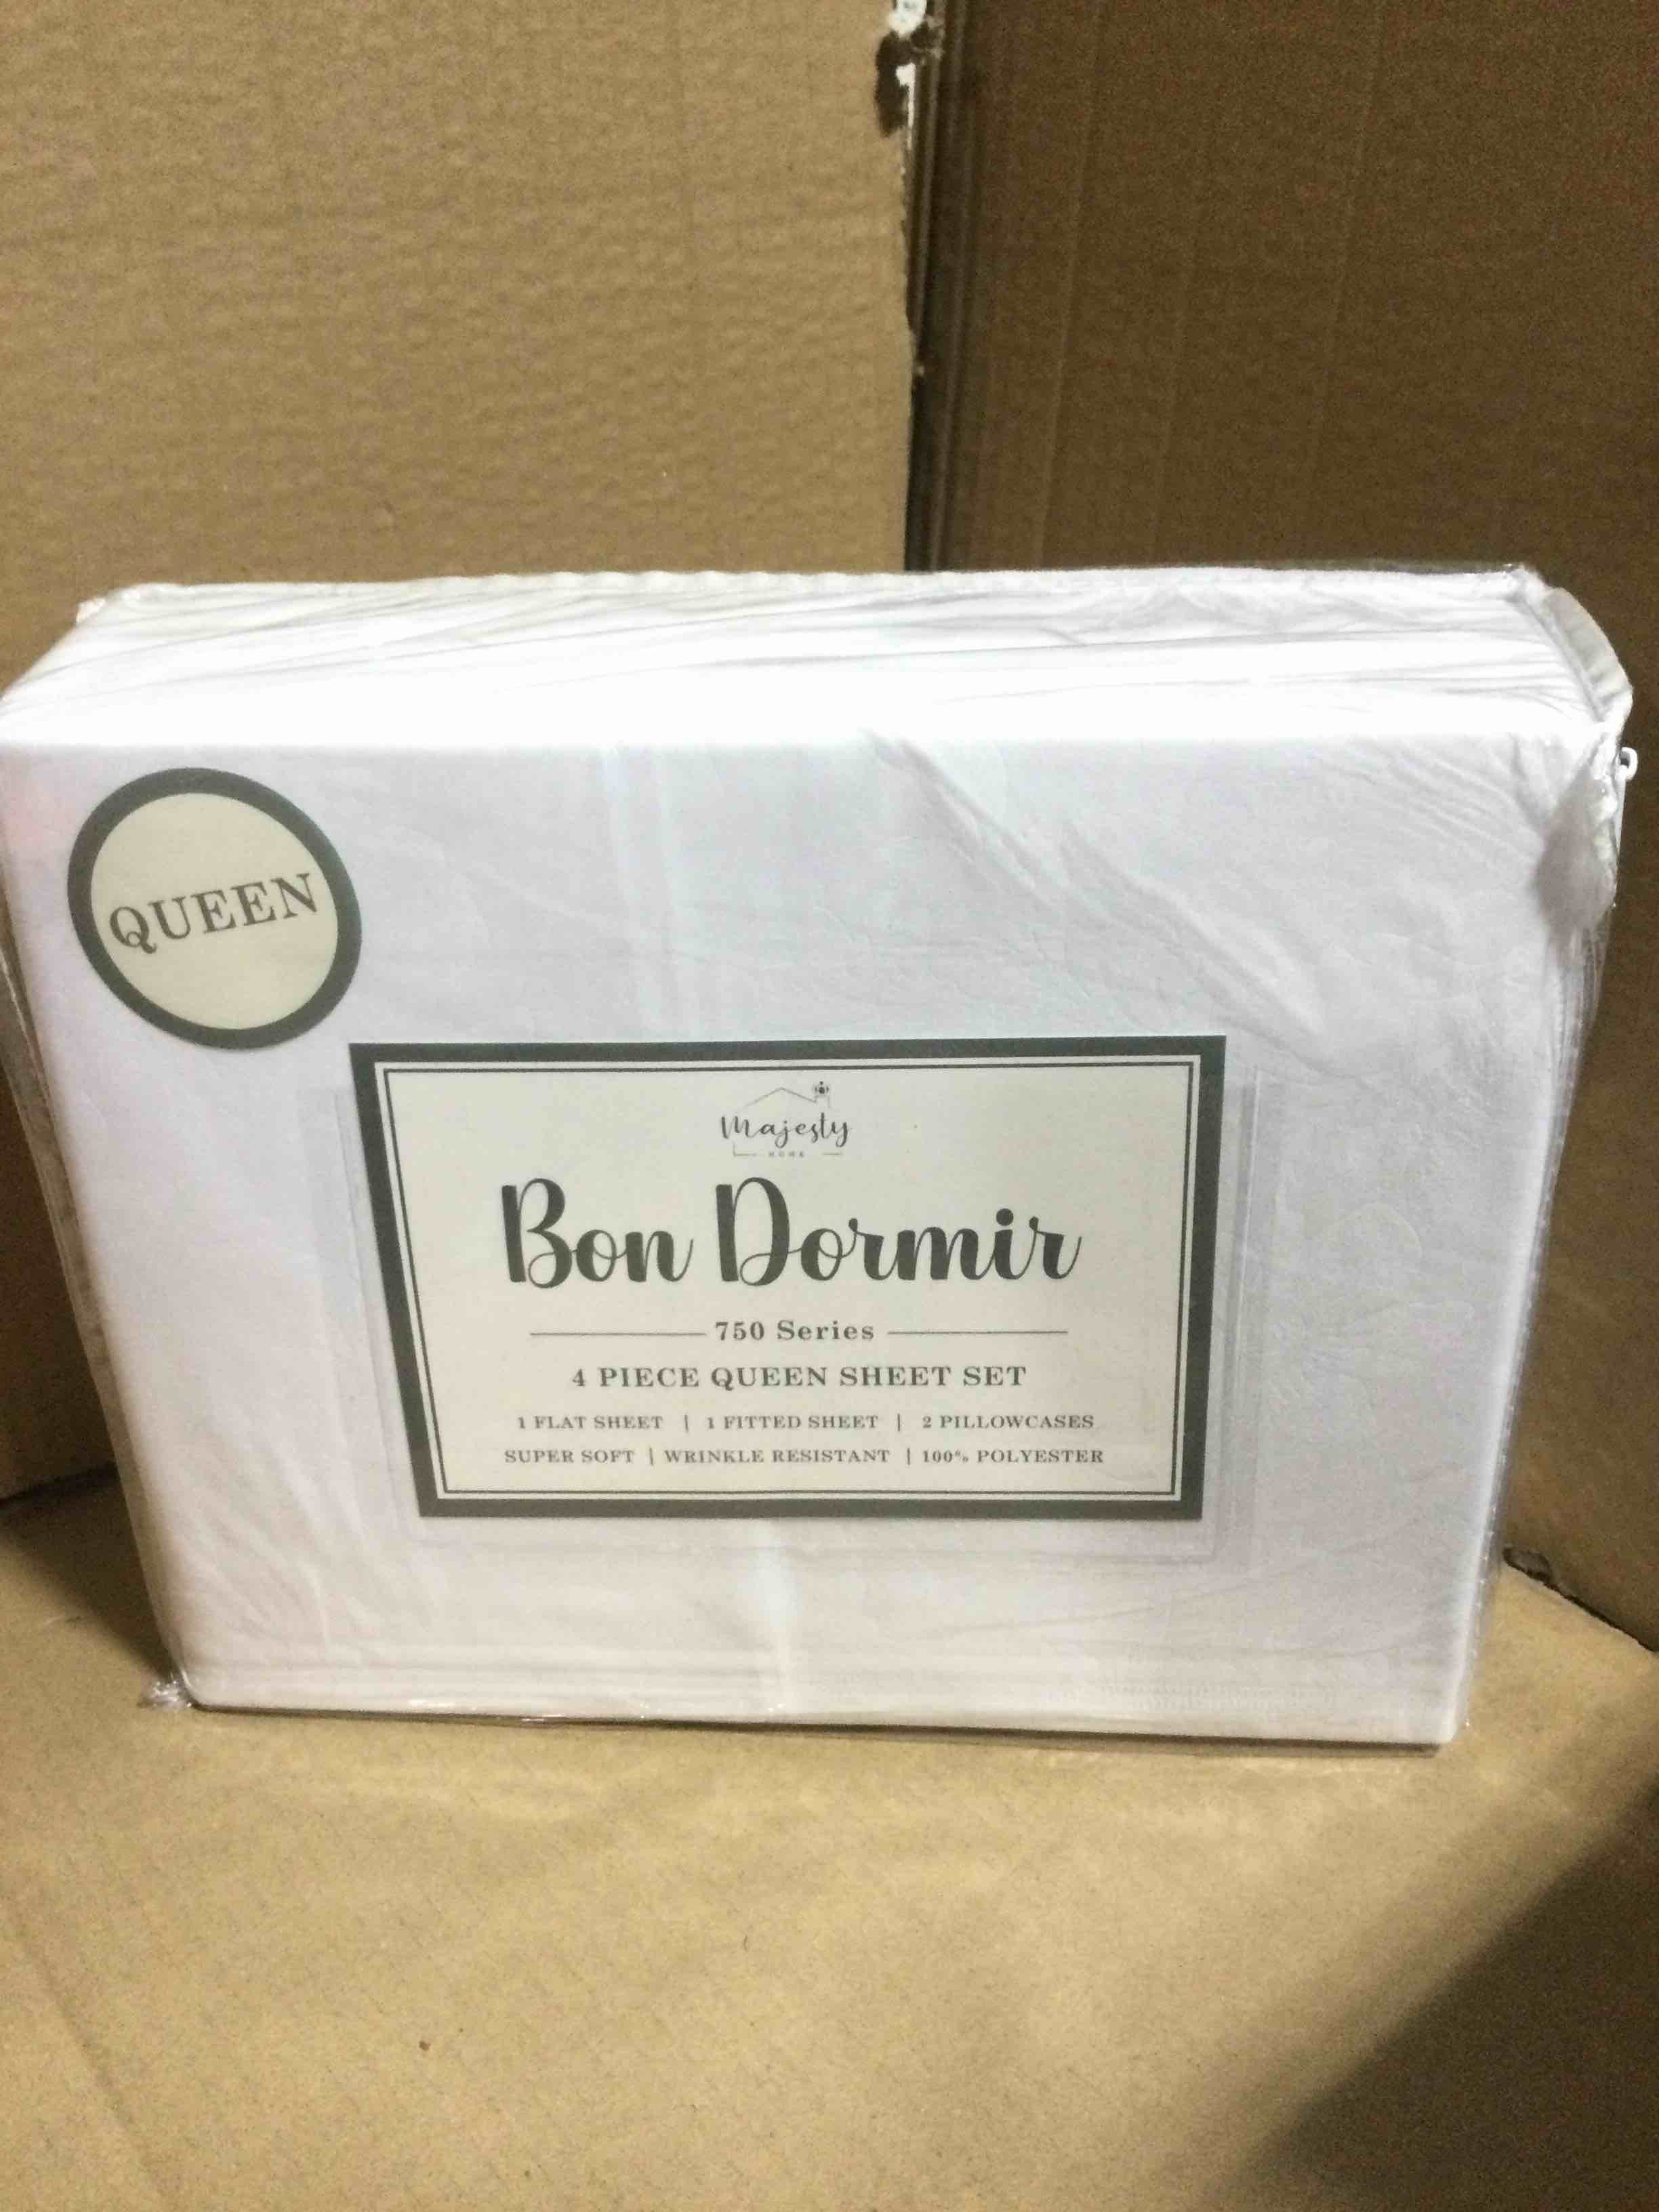 QUEEN
Majesty
HOME
Bon Dormir
750 Series
4 PIECE QUEEN SHEET SET
1 FLAT SHEET | 1 FITTED SHEET | 2 PILLOWCASES
SUPER SOFT | WRINKLE RESISTANT | 100% POLYESTER